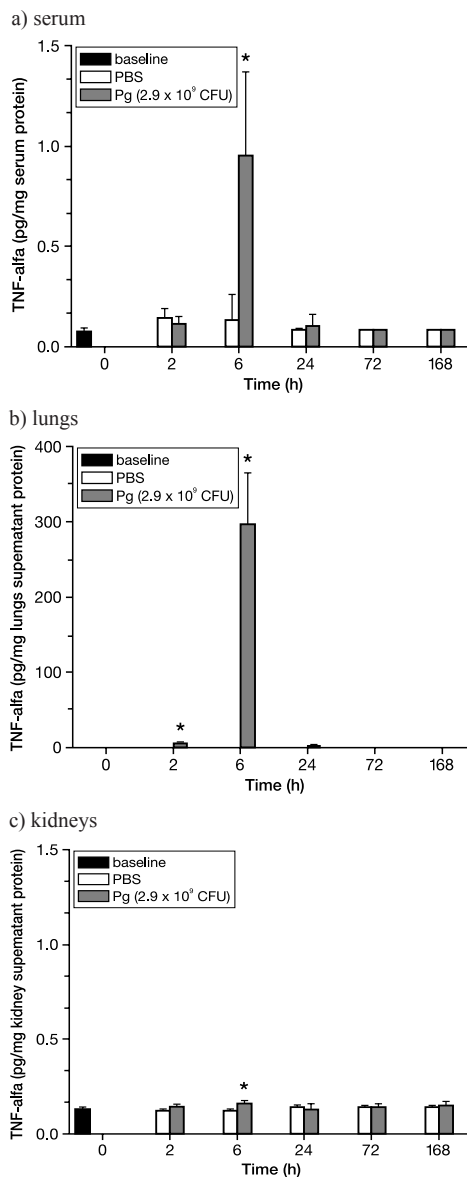 a) serum
TNF-alfa (pg/mg serum protein)
1.5
1.0
0.5
0.0
baseline
PBS
Pg (2.9 x 10⁹ CFU)
*
0 2 6 24 72 168
Time (h)
b) lungs
TNF-alfa (pg/mg lungs supernatant protein)
400
300
200
100
0
baseline
PBS
Pg (2.9 x 10⁹ CFU)
*
*
0 2 6 24 72 168
Time (h)
c) kidneys
TNF-alfa (pg/mg kidney supernatant protein)
1.5
1.0
0.5
0.0
baseline
PBS
Pg (2.9 x 10⁹ CFU)
*
0 2 6 24 72 168
Time (h)